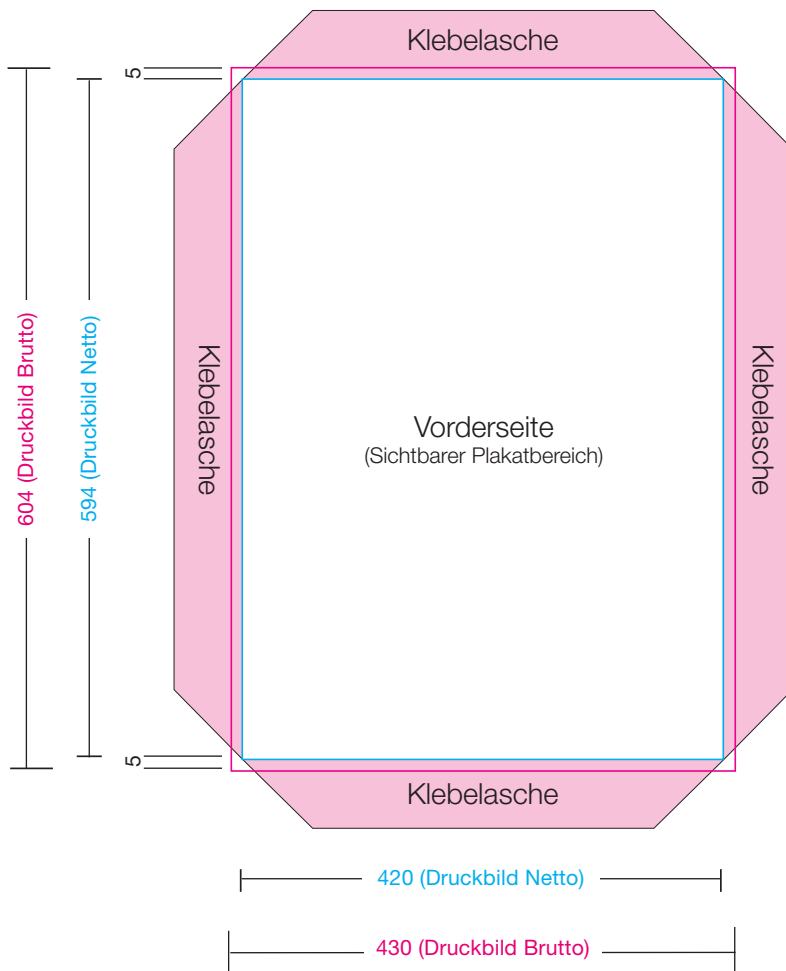 Klebelasche
5
604 (Druckbild Brutto)
594 (Druckbild Netto)
Klebelasche
Vorderseite
(Sichtbarer Plakatbereich)
Klebelasche
5
Klebelasche
420 (Druckbild Netto)
430 (Druckbild Brutto)